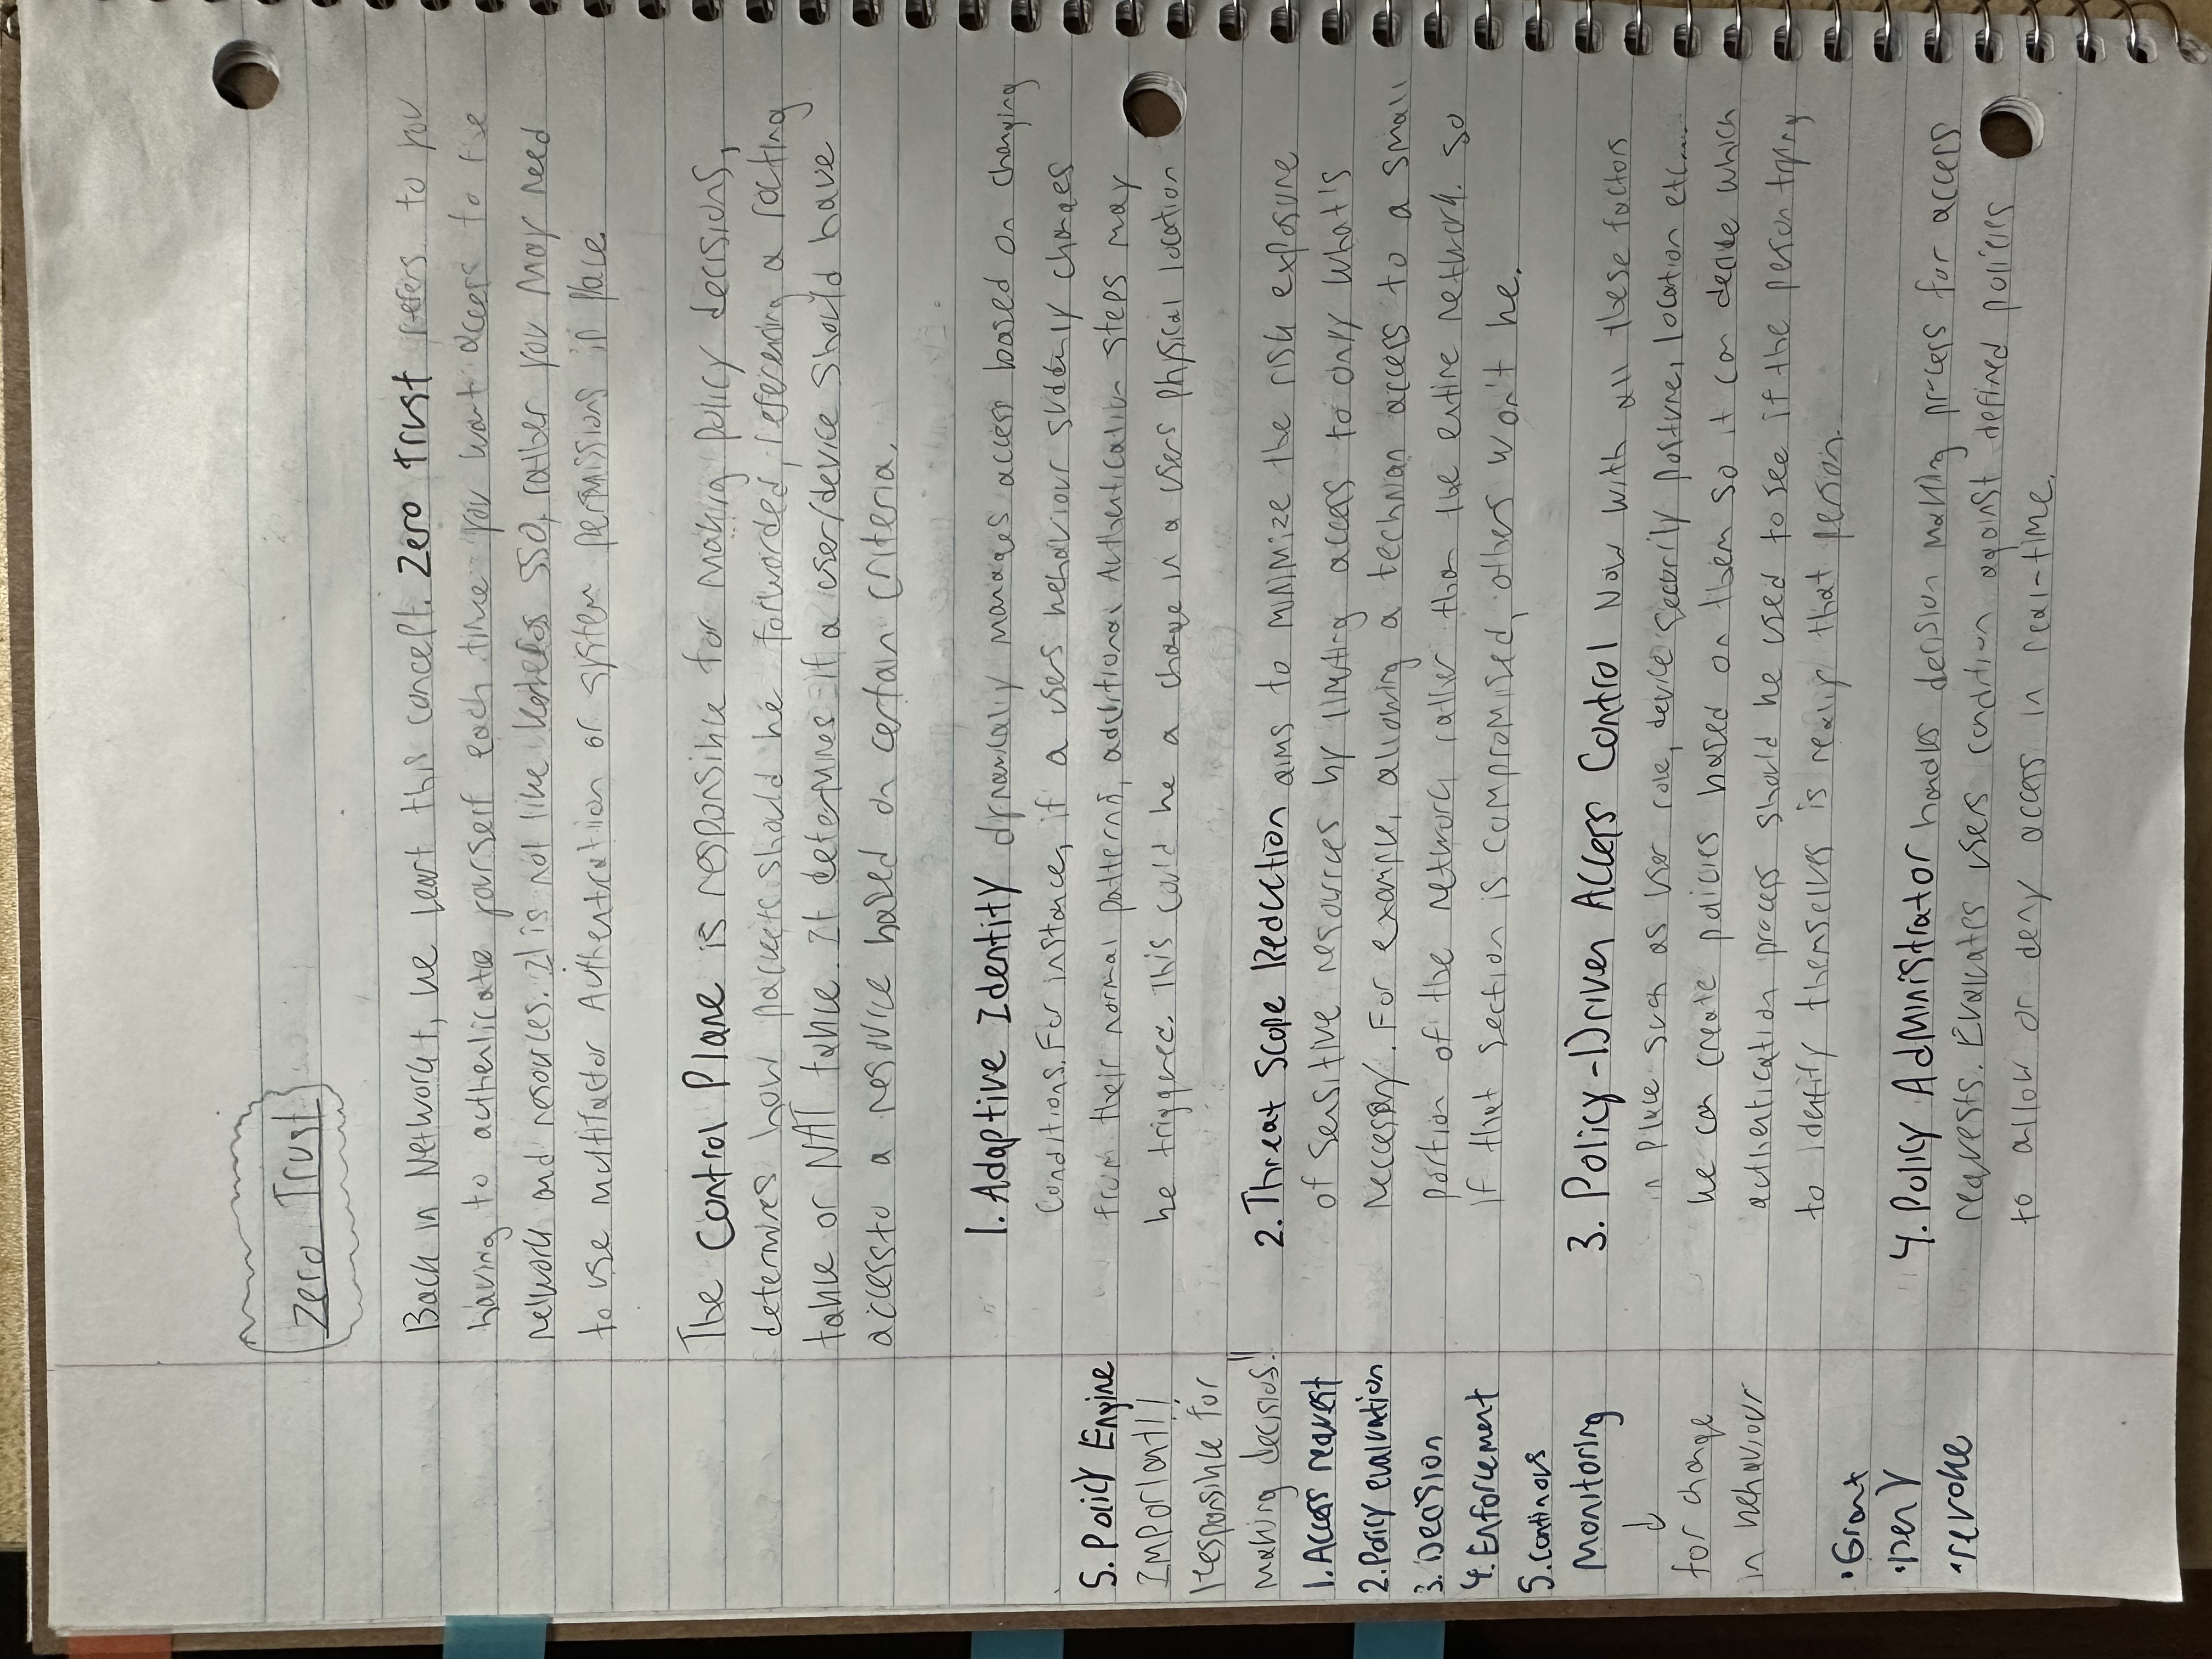 Zero Trust
Back in Network+, we leart this concept. Zero Trust refers to you
having to authenticate yourself each time you want access to the
network and resources. It is not like Kerberos SSO, rather you may need
to use multifactor Authentication or system permissions in place.
The Control Plane is responsible for making policy decisions,
determines how packets should be forwarded, referencing a routing
table or NAT table. It determines if a user/device should have
access to a resource based on certain criteria.
1. Adaptive Identity dynamically manages access based on changing
conditions. For instance, if a users behaviour suddenly changes
from their normal patterns, additional Authentication steps may
be triggered. This could be a change in a users physical location
2. Threat Scope Reduction aims to minimize the risk exposure
of sensitive resources by limiting access to only what's
neccesary. For example, allowing a technian access to a small
portion of the network rather than the entire network. So
if that section is compromised, others won't be.
3. Policy-Driven Access Control Now with all these factors
in place such as user role, device security posture, location etc....
we can create policies based on them so it can decide which
authentication process should be used to see if the person trying
to identify themselves is really that person.
4. Policy Administrator handles decision making process for access
requests. Evaluates users condition against defined policies
to allow or deny access in real-time.
5. Policy Engine
Important!!
Responsible for
making decisios!!
1. Access request
2. Policy evaluation
3. Decision
4. Enforcement
5. Continous
Monitoring
↓
for change
in behaviour
• Grant
• Deny
• revoke